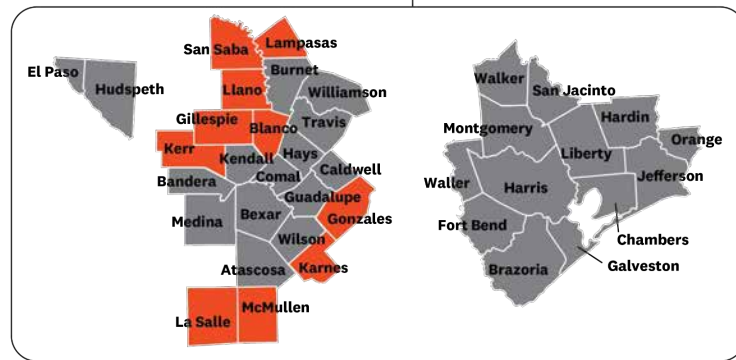 El Paso
Hudspeth
San Saba
Lampasas
Burnet
Llano
Williamson
Gillespie
Blanco
Travis
Kerr
Kendall
Hays
Comal
Caldwell
Bandera
Guadalupe
Medina
Bexar
Gonzales
Wilson
Atascosa
Karnes
La Salle
McMullen
Walker
San Jacinto
Montgomery
Hardin
Orange
Liberty
Waller
Harris
Jefferson
Fort Bend
Chambers
Brazoria
Galveston